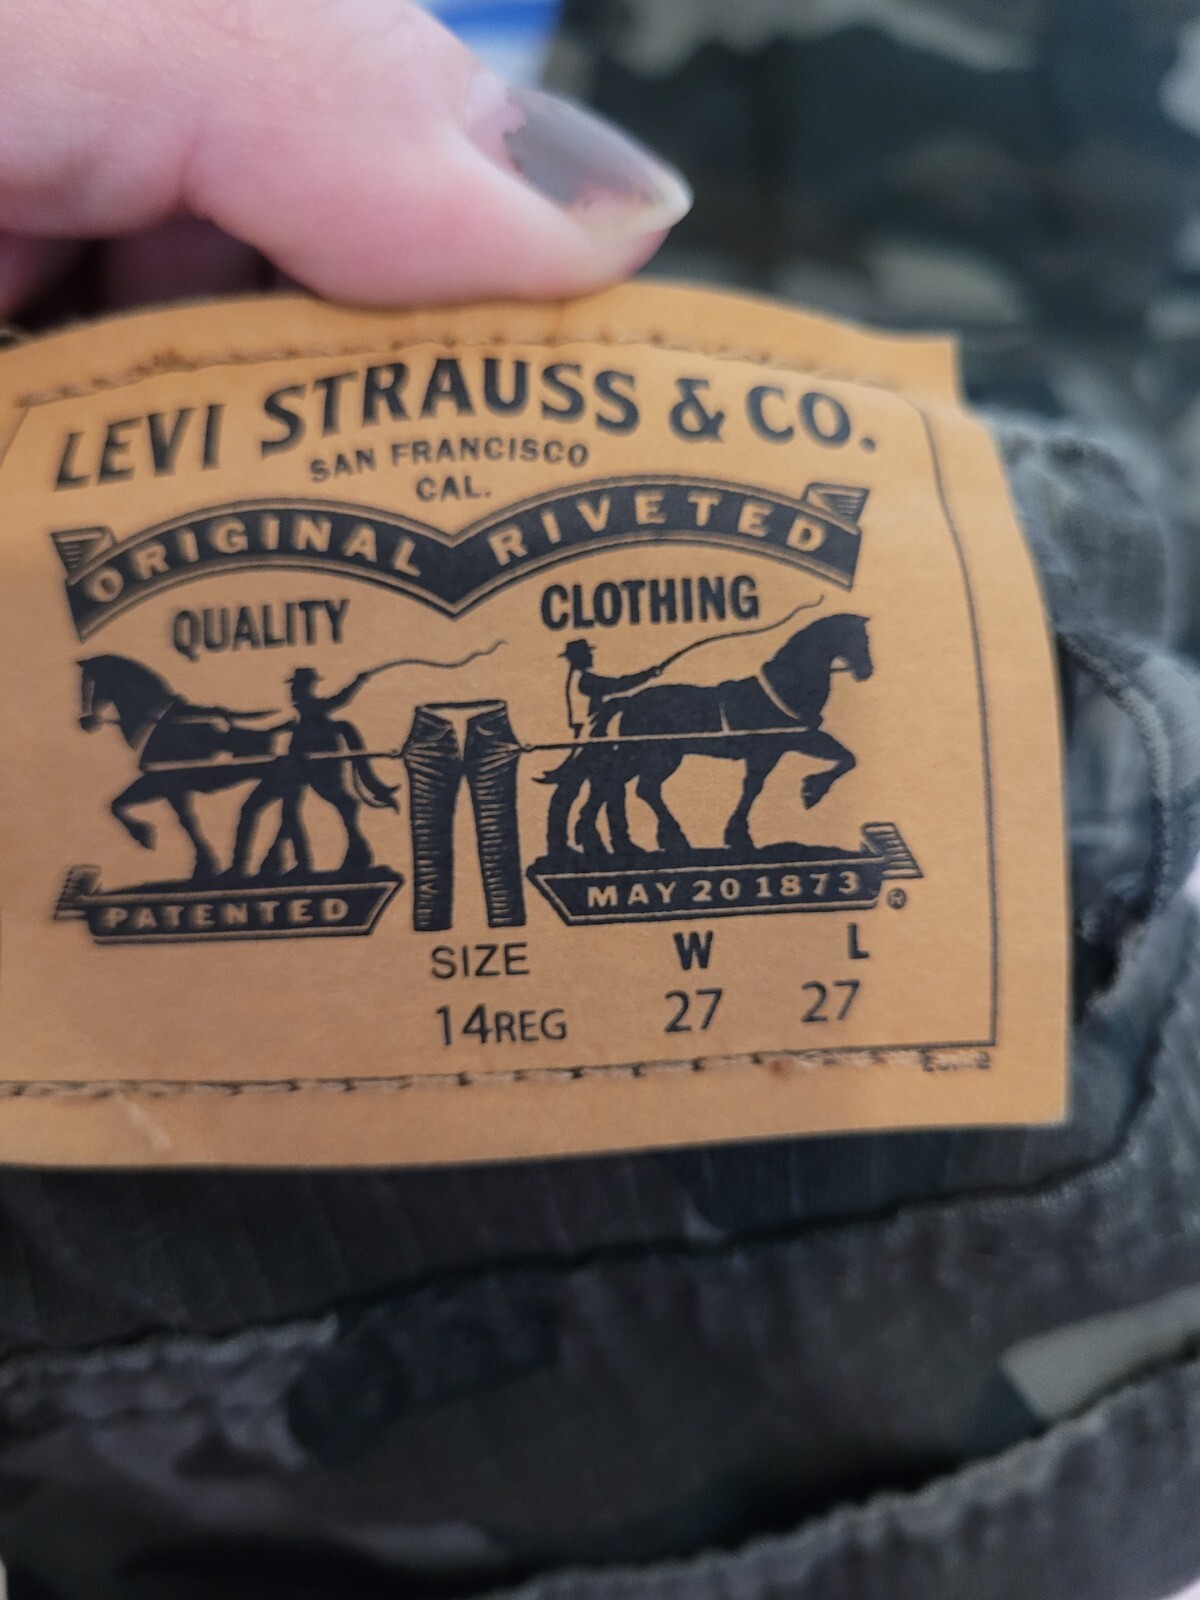 LEVI STRAUSS & CO.
SAN FRANCISCO
CAL.
ORIGINAL RIVETED
QUALITY CLOTHING
PATENTED MAY 20 1873 ®
SIZE W L
14REG 27 27